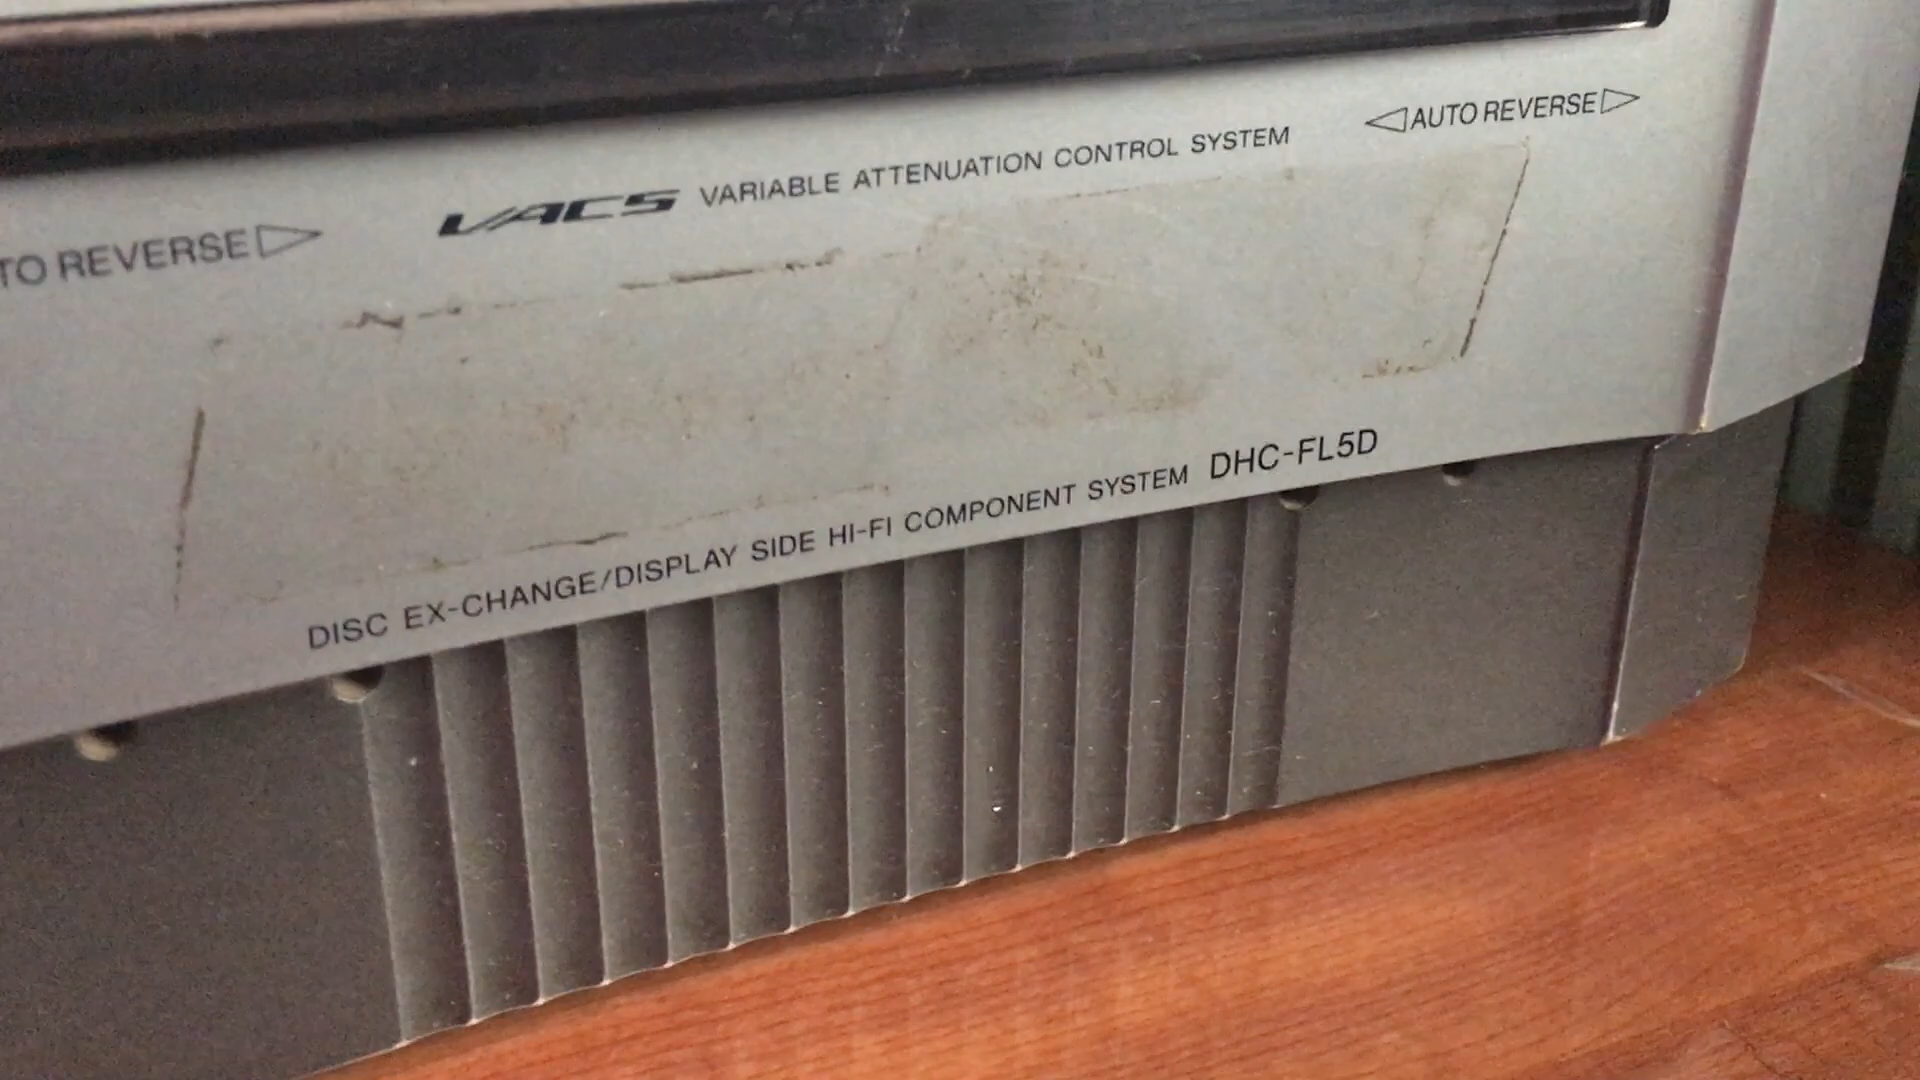 TO REVERSE
VACS VARIABLE ATTENUATION CONTROL SYSTEM
AUTO REVERSE
DISC EX-CHANGE/DISPLAY SIDE HI-FI COMPONENT SYSTEM DHC-FL5D